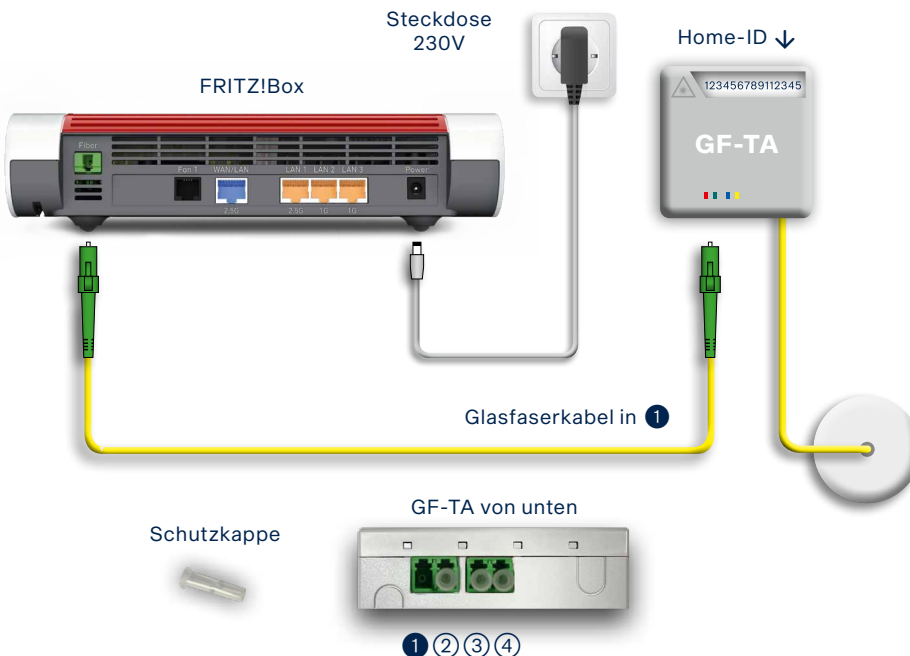 Steckdose
230V
Home-ID ↓
123456789112345
FRITZ!Box
GF-TA
Fiber
Fon 1
WAN/LAN
LAN 1
LAN 2
LAN 3
Power
2.5G
2.5G
1G
1G
Glasfaserkabel in 1
GF-TA von unten
Schutzkappe
1 2 3 4